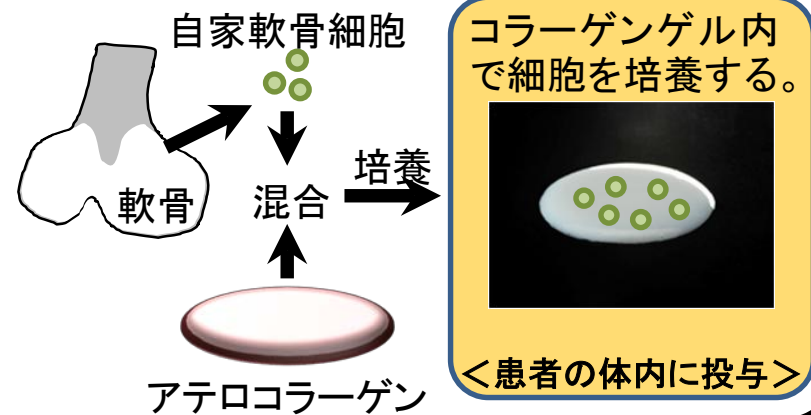 自家軟骨細胞
軟骨
混合
培養
アテロコラーゲン
コラーゲンゲル内
で細胞を培養する。
＜患者の体内に投与＞